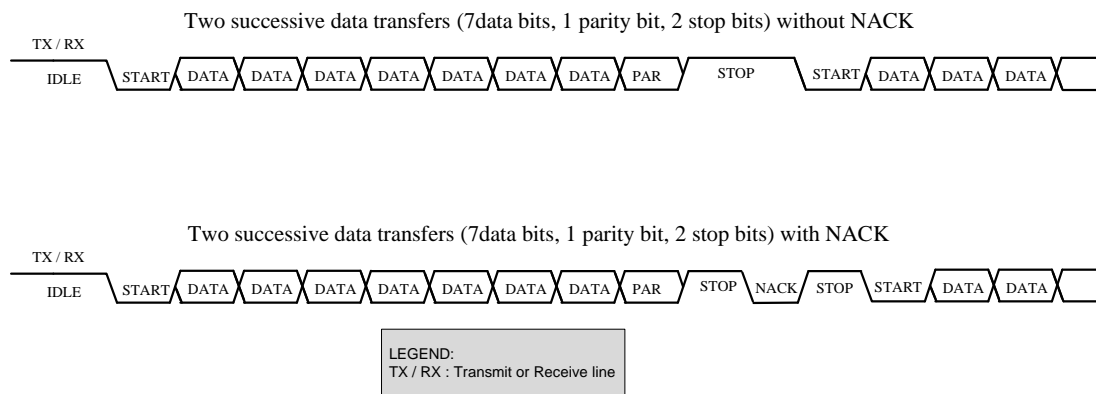 Two successive data transfers (7data bits, 1 parity bit, 2 stop bits) without NACK
TX / RX
IDLE START DATA DATA DATA DATA DATA DATA DATA PAR STOP START DATA DATA DATA
Two successive data transfers (7data bits, 1 parity bit, 2 stop bits) with NACK
TX / RX
IDLE START DATA DATA DATA DATA DATA DATA DATA PAR STOP NACK STOP START DATA DATA
LEGEND:
TX / RX : Transmit or Receive line